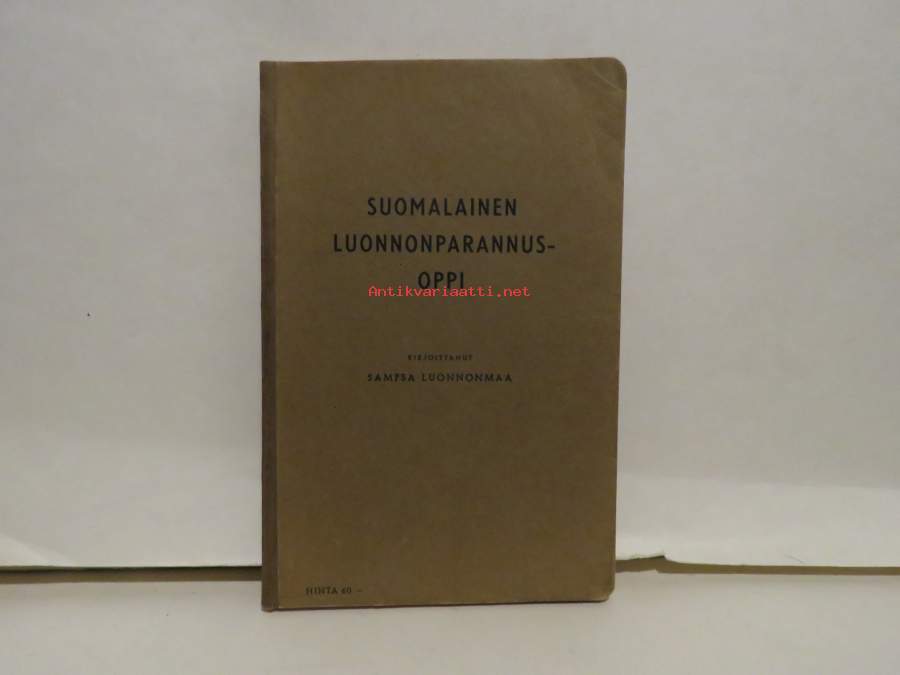 SUOMALAINEN
LUONNONPARANNUS-
OPPI
Antikvariaatti.net
KIRJOITTANUT
SAMPSA LUONNONMAA
HINTA 60 –